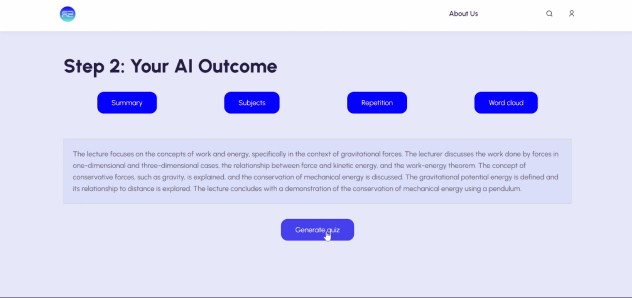 About Us
Step 2: Your AI Outcome
Summary
Subjects
Repetition
Word cloud
The lecture focuses on the concepts of work and energy, specifically in the context of gravitational forces. The lecturer discusses the work done by forces in
one-dimensional and three-dimensional cases, the relationship between force and kinetic energy, and the work-energy theorem. The concept of
conservative forces, such as gravity, is explained, and the conservation of mechanical energy is discussed. The gravitational potential energy is defined and
its relationship to distance is explored. The lecture concludes with a demonstration of the conservation of mechanical energy using a pendulum.
Generate quiz